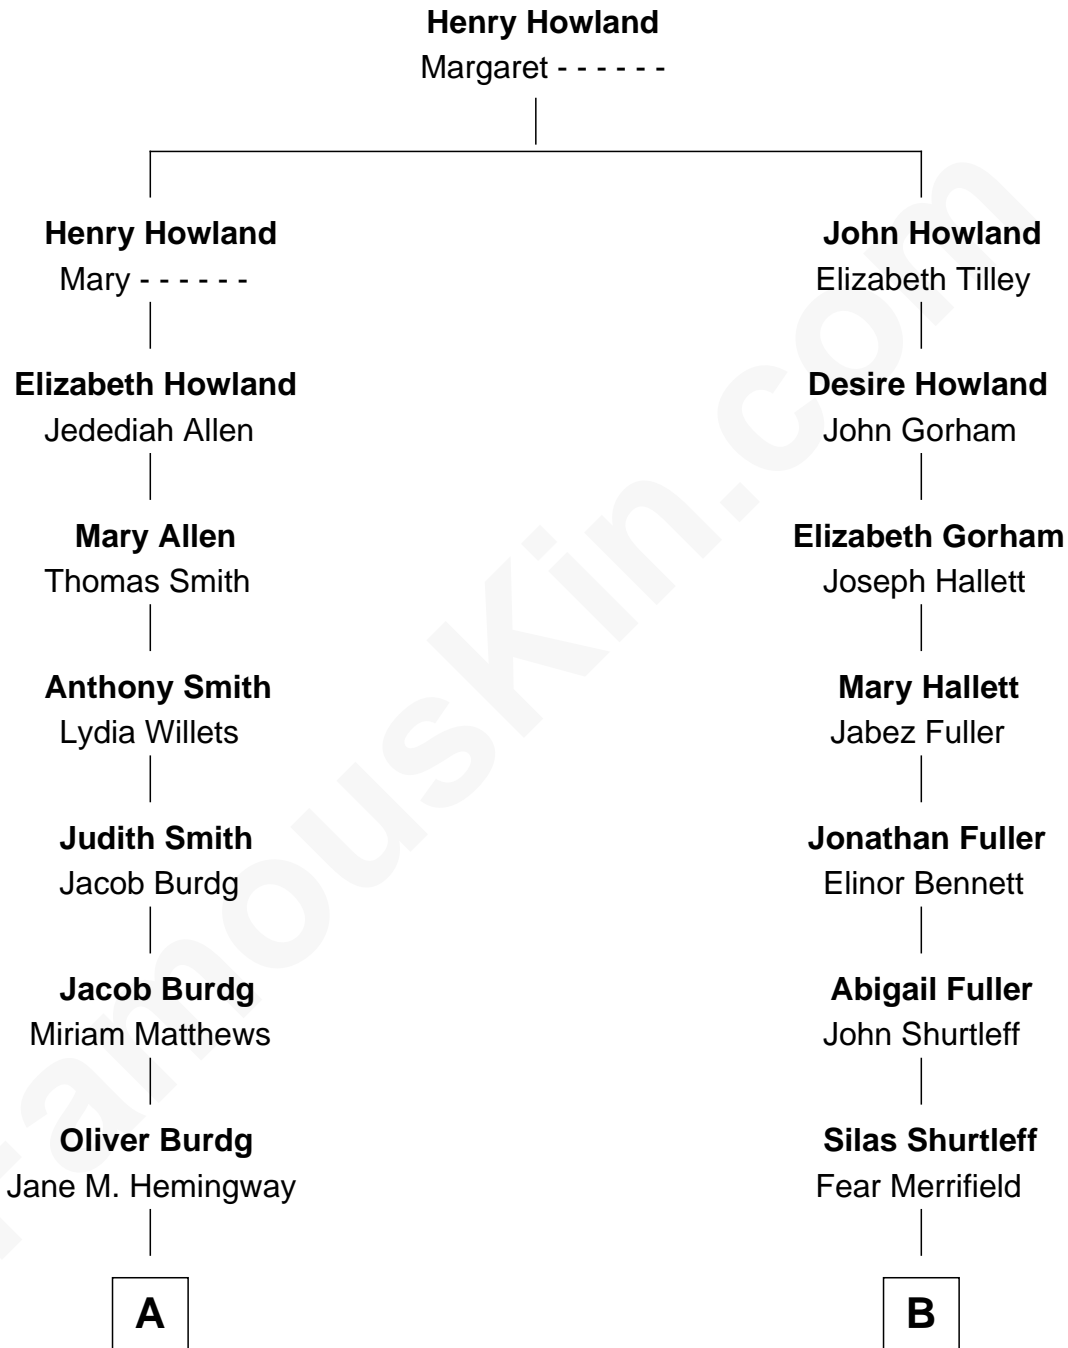 Henry Howland
Margaret - - - - - -
Henry Howland
Mary - - - - - -
John Howland
Elizabeth Tilley
Elizabeth Howland
Jedediah Allen
Desire Howland
John Gorham
Mary Allen
Thomas Smith
Elizabeth Gorham
Joseph Hallett
Anthony Smith
Lydia Willets
Mary Hallett
Jabez Fuller
Judith Smith
Jacob Burdg
Jonathan Fuller
Elinor Bennett
Jacob Burdg
Miriam Matthews
Abigail Fuller
John Shurtleff
Oliver Burdg
Jane M. Hemingway
Silas Shurtleff
Fear Merrifield
A
B
FamousKin.com